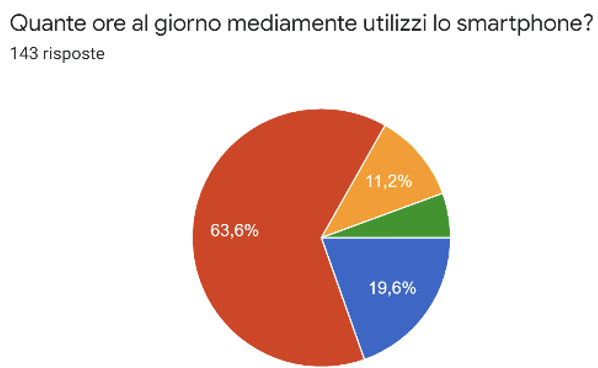 Quante ore al giorno mediamente utilizzi lo smartphone?
143 risposte
11,2%
63,6%
19,6%